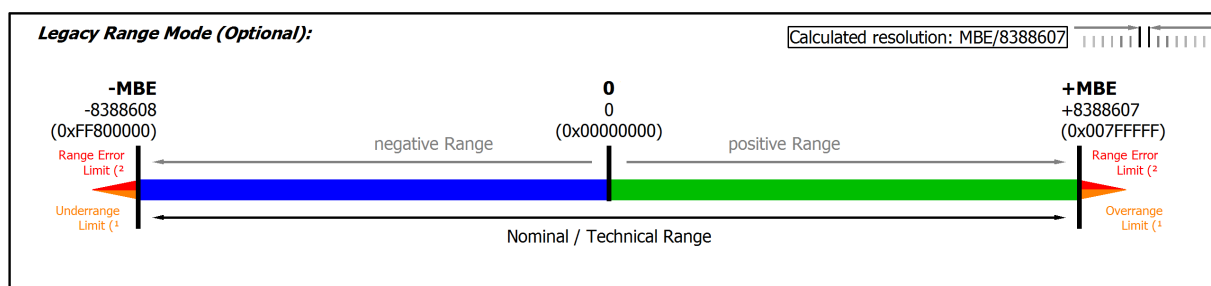 Legacy Range Mode (Optional):
Calculated resolution: MBE/8388607
-MBE
-8388608
(0xFF800000)
0
0
(0x00000000)
+MBE
+8388607
(0x007FFFFF)
negative Range
positive Range
Range Error
Limit (²
Range Error
Limit (²
Underrange
Limit (¹
Overrange
Limit (¹
Nominal / Technical Range